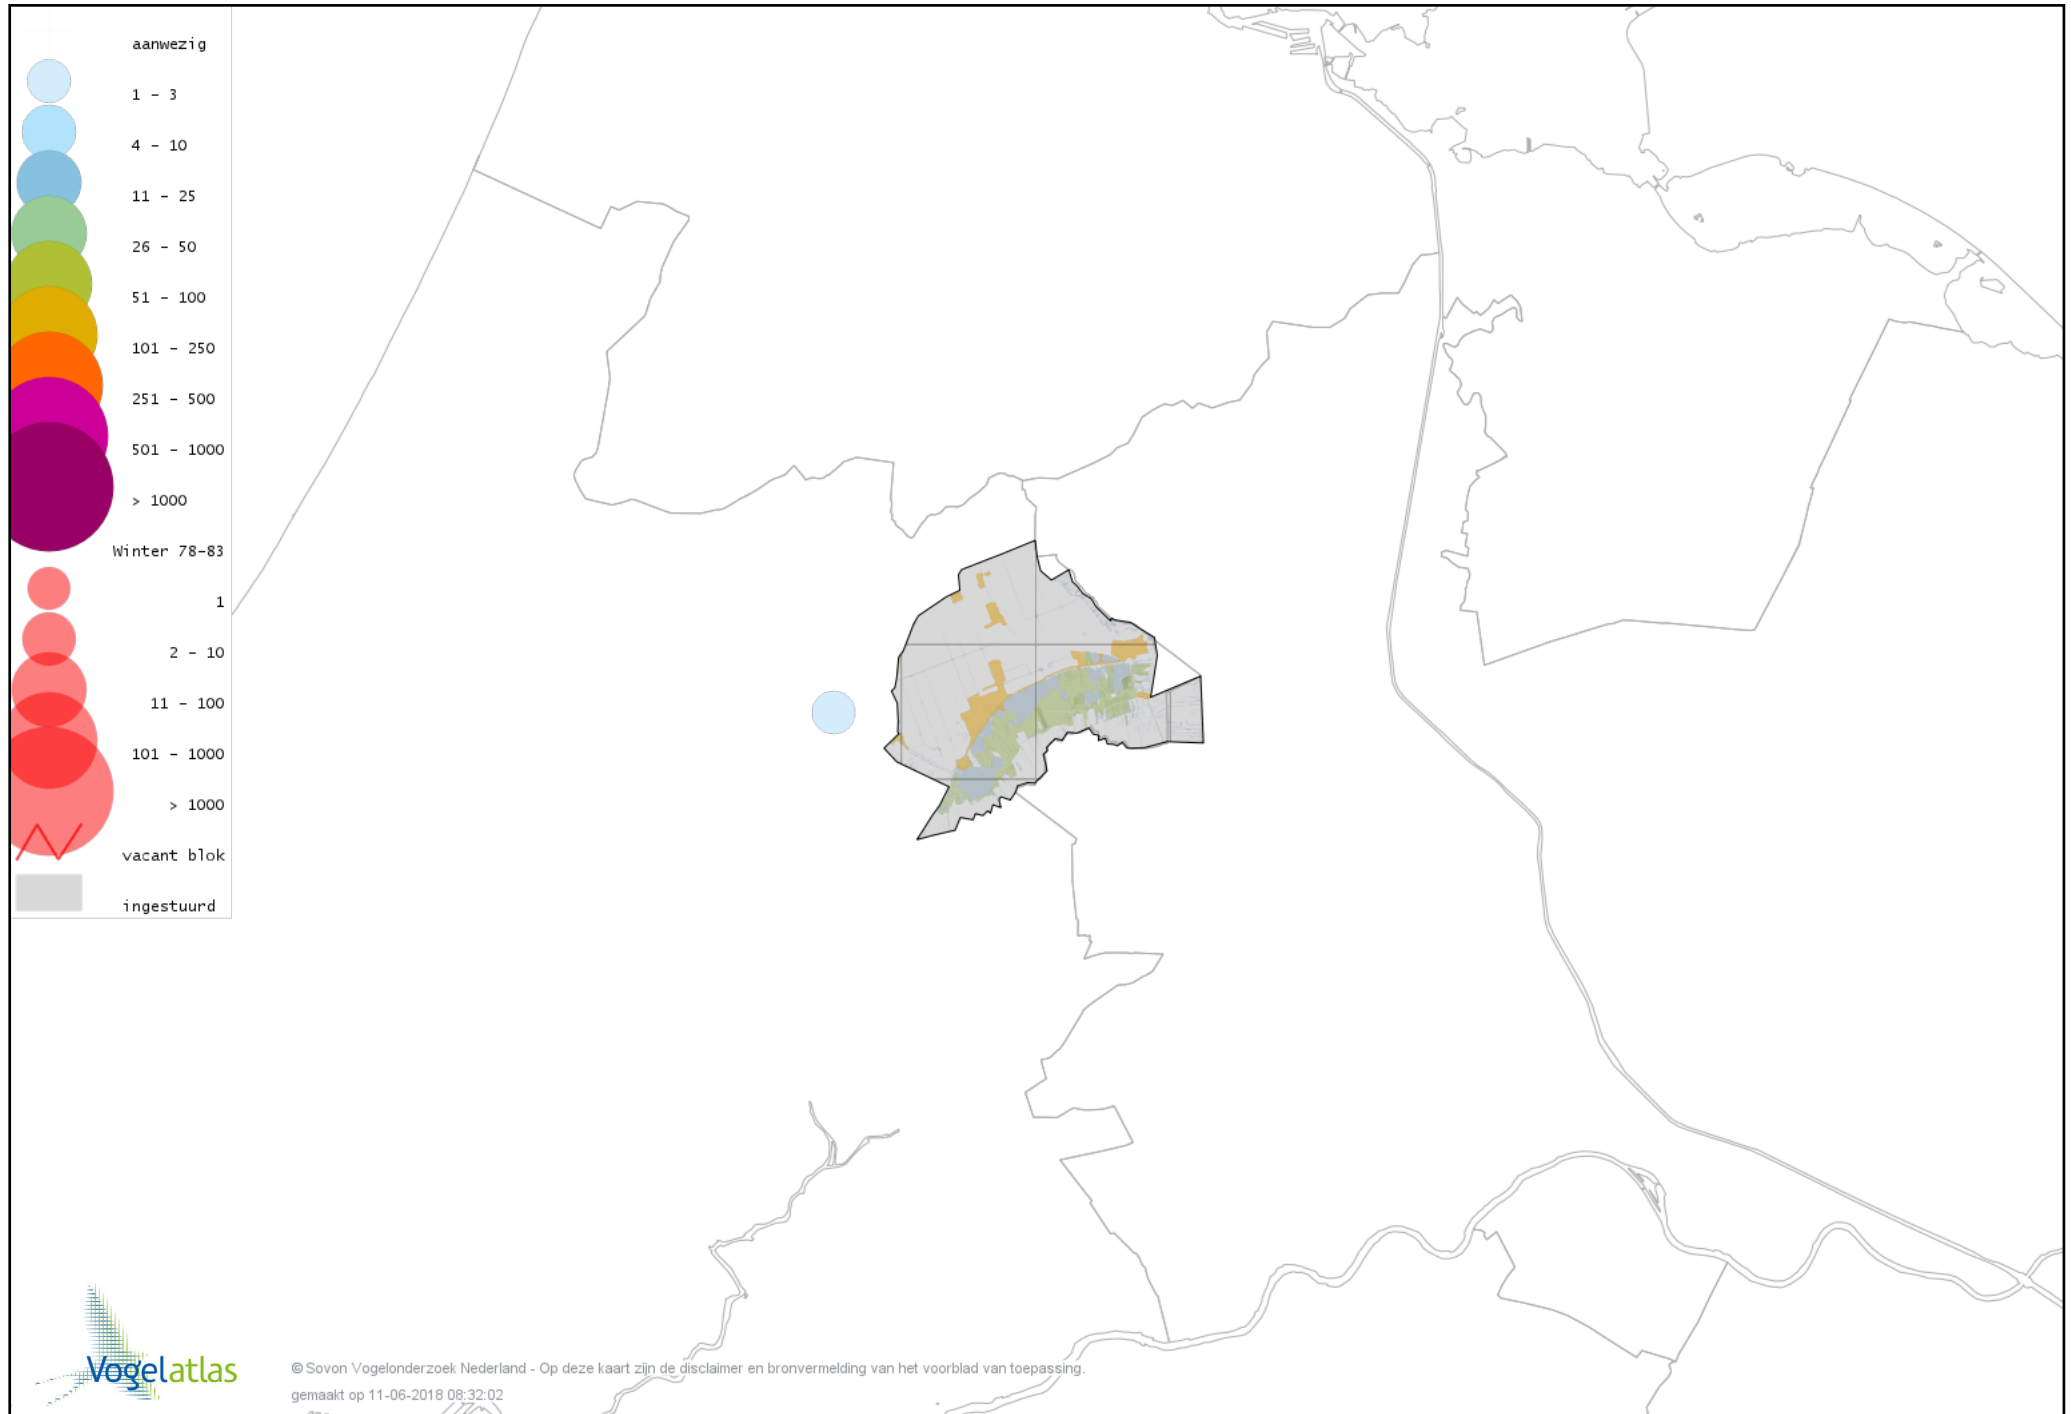 aanwezig
1 - 3
4 - 10
11 - 25
26 - 50
51 - 100
101 - 250
251 - 500
501 - 1000
> 1000
Winter 78-83
1
2 - 10
11 - 100
101 - 1000
> 1000
vacant blok
ingestuurd
Vogelatlas
© Sovon Vogelonderzoek Nederland - Op deze kaart zijn de disclaimer en bronvermelding van het voorblad van toepassing.
gemaakt op 11-06-2018 08:32:02